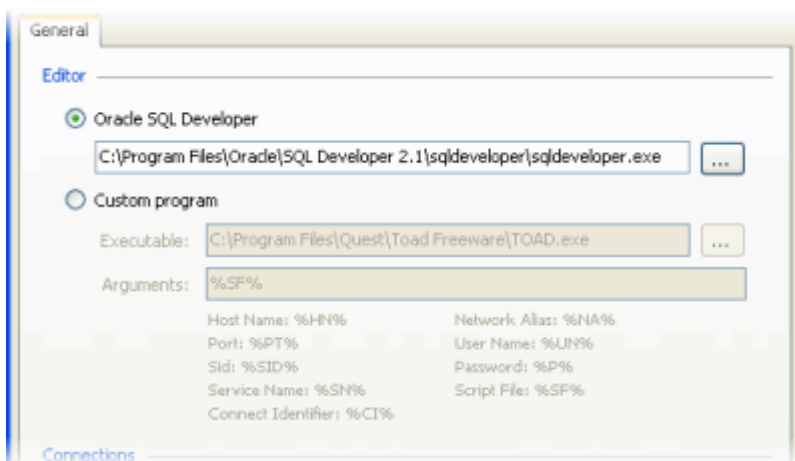 General
Editor
Oracle SQL Developer
C:\Program Files\Oracle\SQL Developer 2.1\sqldeveloper\sqldeveloper.exe
...
Custom program
Executable: C:\Program Files\Quest\Toad Freeware\TOAD.exe ...
Arguments: %SF%
Host Name: %HN% Network Alias: %NA%
Port: %PT% User Name: %UN%
Sid: %SID% Password: %P%
Service Name: %SN% Script File: %SF%
Connect Identifier: %CI%
Connections